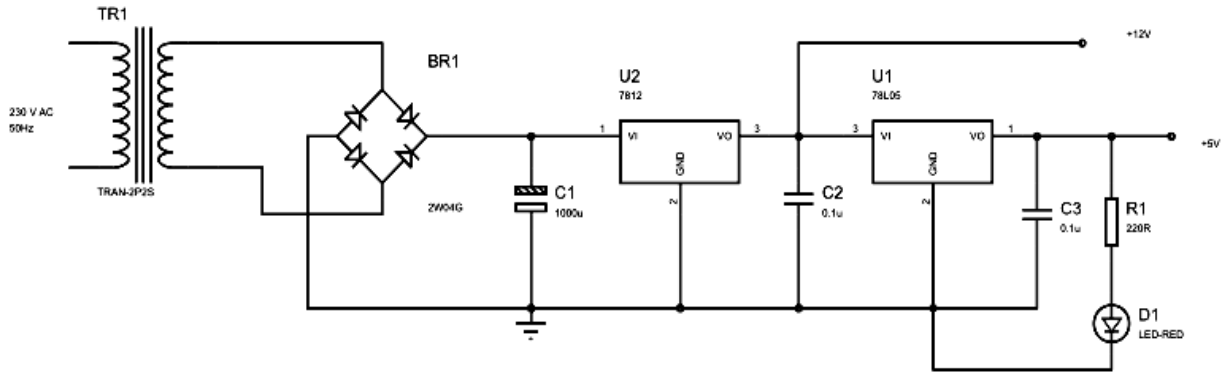 TR1
230 V AC
50Hz
TRAN-2P2S
BR1
2W04G
C1
1000u
U2
7812
1
VI
VO
3
GND
2
C2
0.1u
U1
78L05
3
VI
VO
1
GND
2
C3
0.1u
R1
220R
D1
LED-RED
+12V
+5V